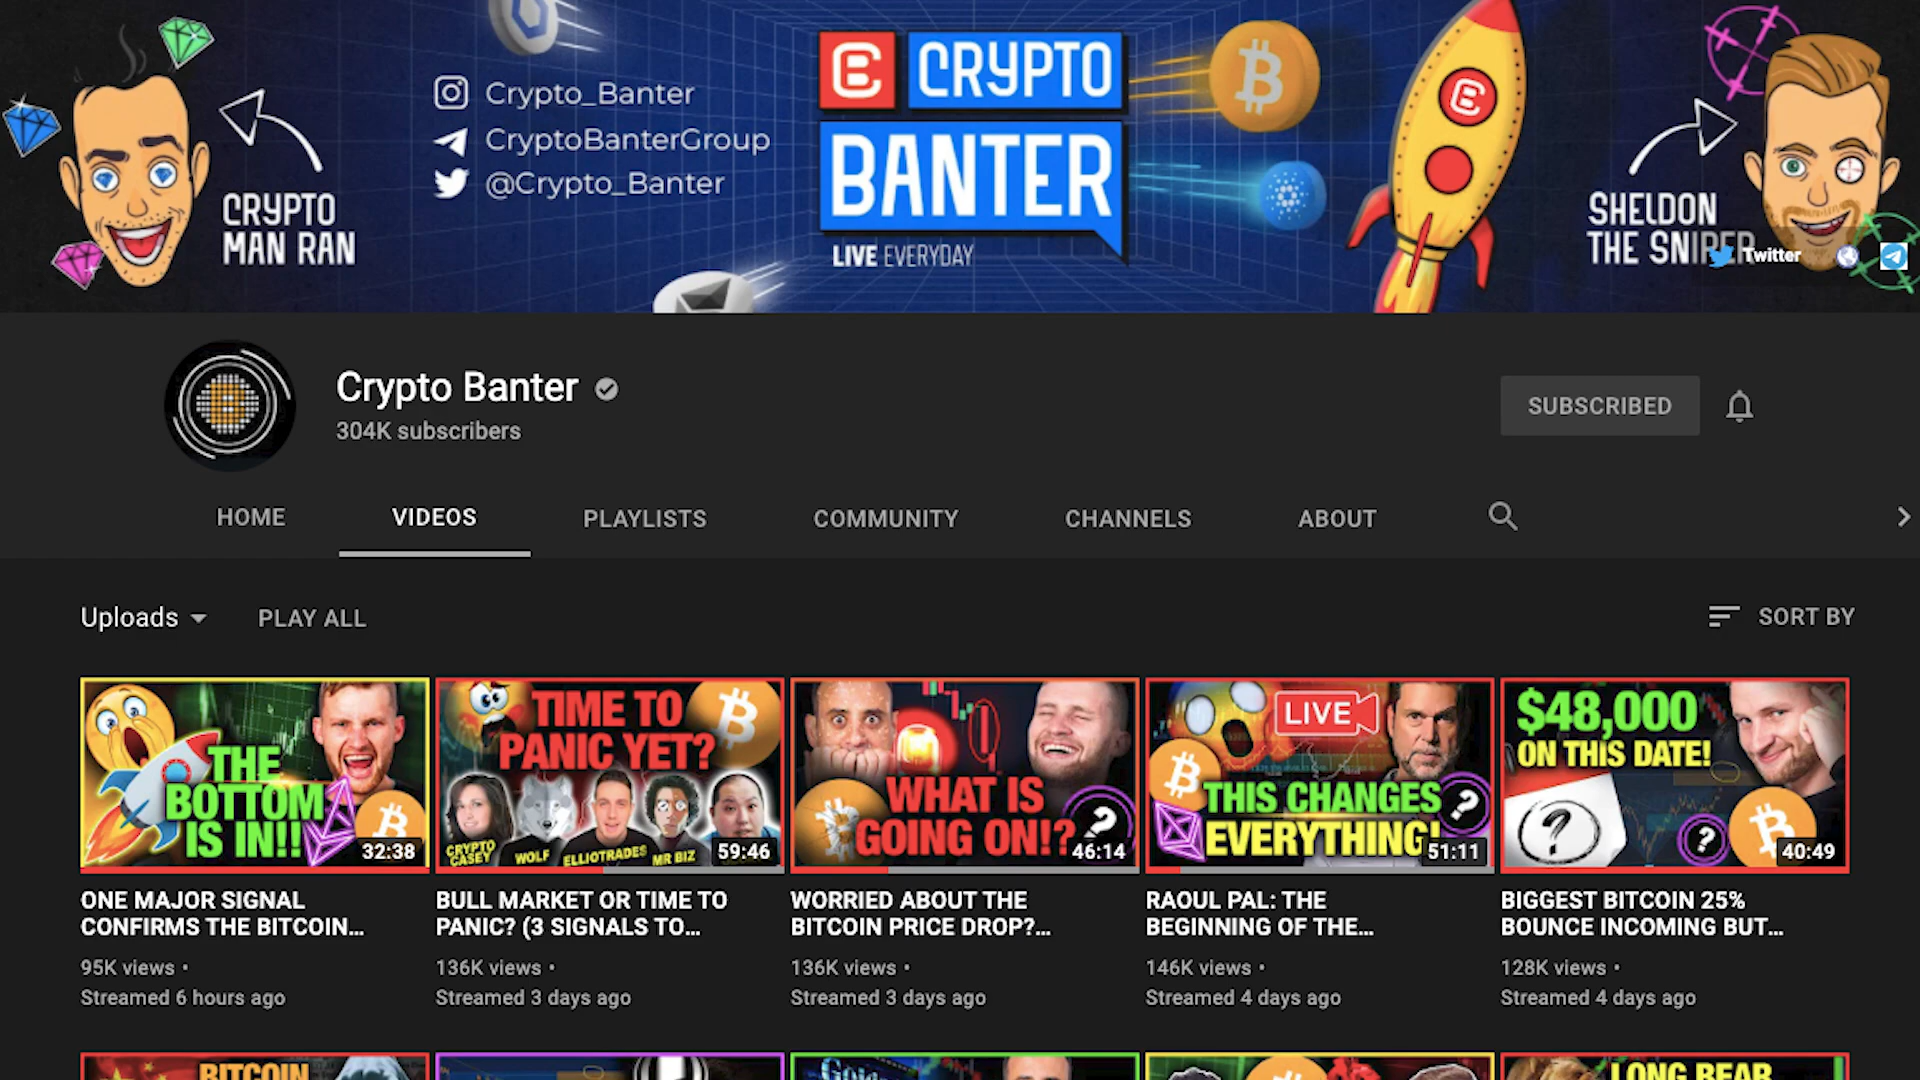 Crypto_Banter
CryptoBanterGroup
@Crypto_Banter
CRYPTO
MAN RAN
CRYPTO
BANTER
LIVE EVERYDAY
SHELDON
THE SNIPER
Twitter
Crypto Banter
304K subscribers
SUBSCRIBED
HOME
VIDEOS
PLAYLISTS
COMMUNITY
CHANNELS
ABOUT
Uploads
PLAY ALL
SORT BY
THE
BOTTOM
IS IN!!
32:38
ONE MAJOR SIGNAL
CONFIRMS THE BITCOIN...
95K views •
Streamed 6 hours ago
TIME TO
PANIC YET?
CRYPTO
CASEY
WOLF
ELLIOTRADES
MR BIZ
59:46
BULL MARKET OR TIME TO
PANIC? (3 SIGNALS TO...
136K views •
Streamed 3 days ago
WHAT IS
GOING ON!?
?
46:14
WORRIED ABOUT THE
BITCOIN PRICE DROP?...
136K views •
Streamed 3 days ago
LIVE
THIS CHANGES
EVERYTHING!
?
51:11
RAOUL PAL: THE
BEGINNING OF THE...
146K views •
Streamed 4 days ago
$48,000
ON THIS DATE!
?
?
40:49
BIGGEST BITCOIN 25%
BOUNCE INCOMING BUT...
128K views •
Streamed 4 days ago
BITCOIN
LONG BEAR